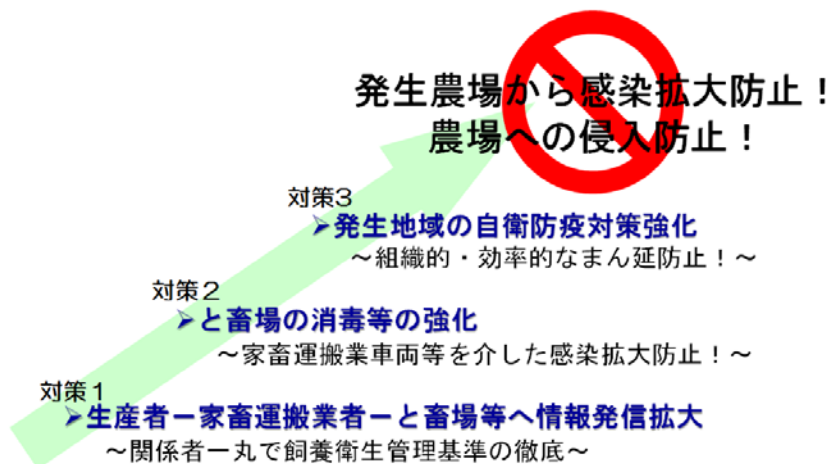 発生農場から感染拡大防止！
農場への侵入防止！
対策3
➢発生地域の自衛防疫対策強化
～組織的・効率的なまん延防止！～
対策２
➢と畜場の消毒等の強化
～家畜運搬業車両等を介した感染拡大防止！～
対策１
➢生産者ー家畜運搬業者ーと畜場等へ情報発信拡大
～関係者一丸で飼養衛生管理基準の徹底～